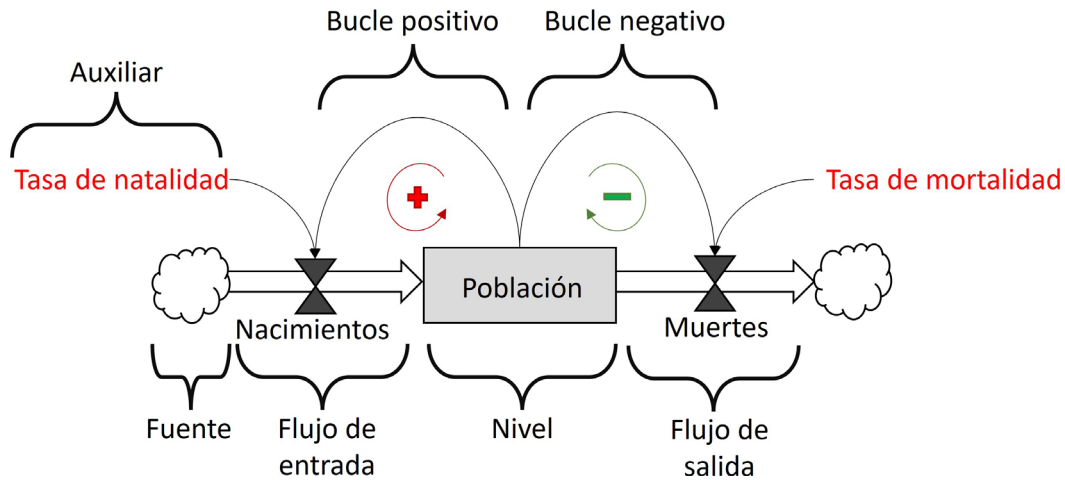 Bucle positivo
Bucle negativo
Auxiliar
Tasa de natalidad
Tasa de mortalidad
Población
Nacimientos
Muertes
Fuente
Flujo de
entrada
Nivel
Flujo de
salida